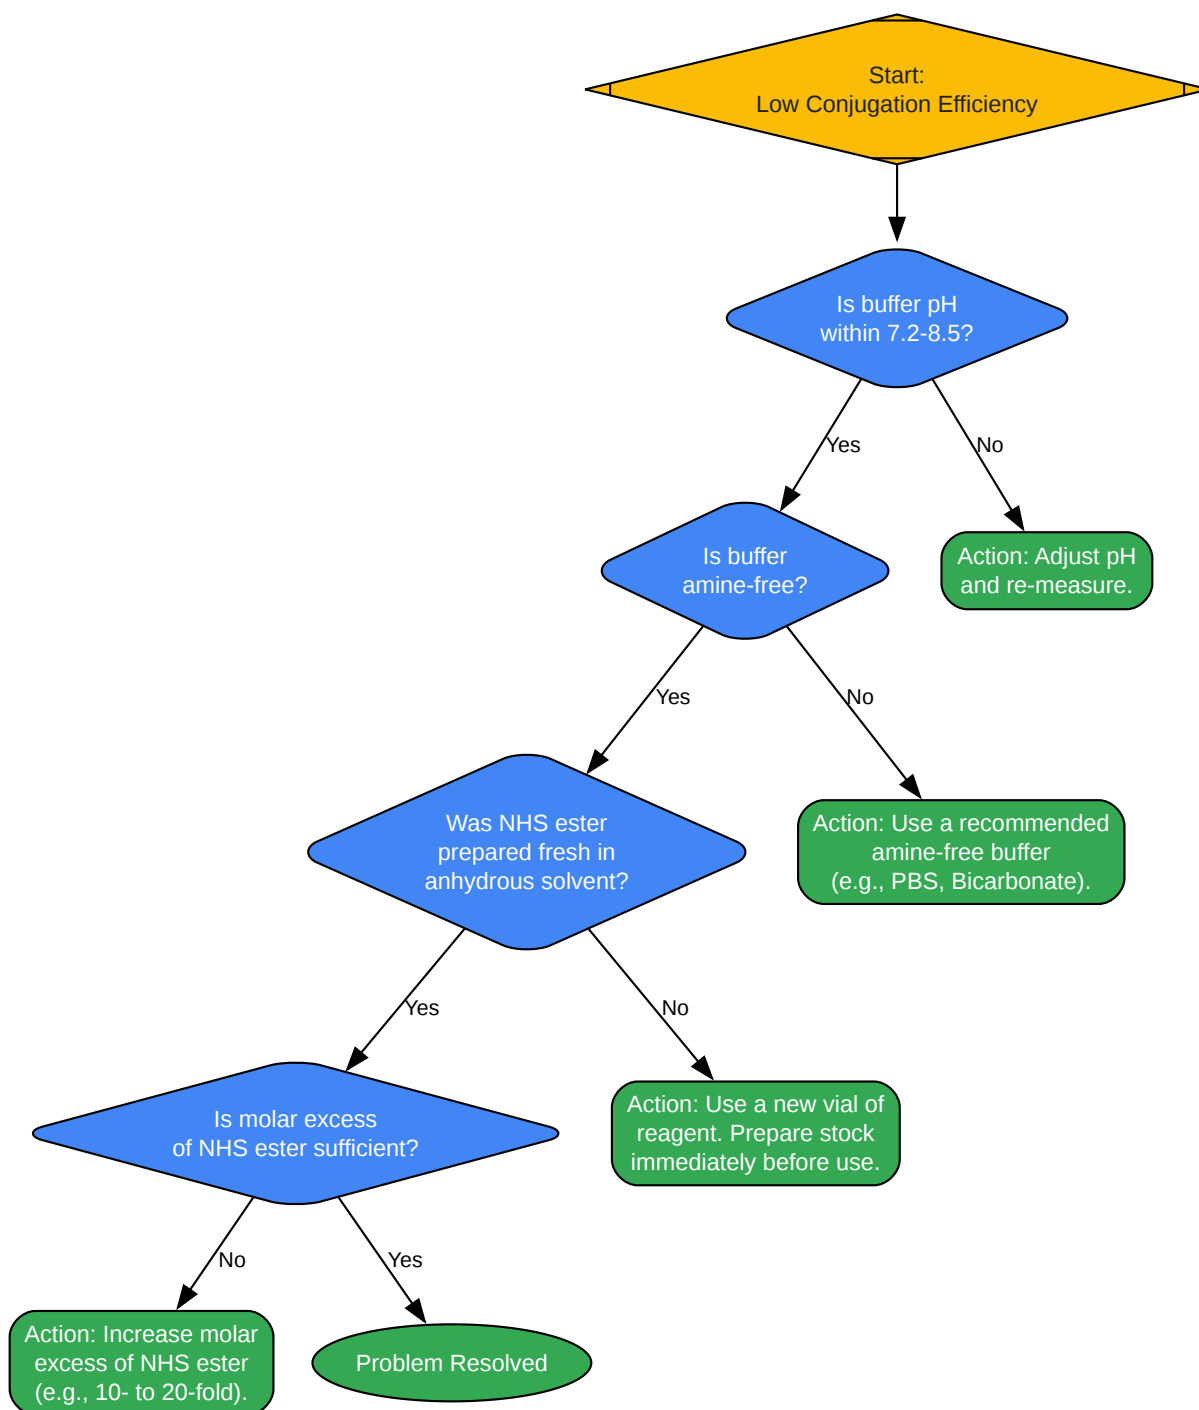 Start:
Low Conjugation Efficiency
Is buffer pH
within 7.2-8.5?
Yes
No
Is buffer
amine-free?
Action: Adjust pH
and re-measure.
Yes
No
Was NHS ester
prepared fresh in
anhydrous solvent?
Action: Use a recommended
amine-free buffer
(e.g., PBS, Bicarbonate).
Yes
No
Is molar excess
of NHS ester sufficient?
Action: Use a new vial of
reagent. Prepare stock
immediately before use.
No
Yes
Action: Increase molar
excess of NHS ester
(e.g., 10- to 20-fold).
Problem Resolved